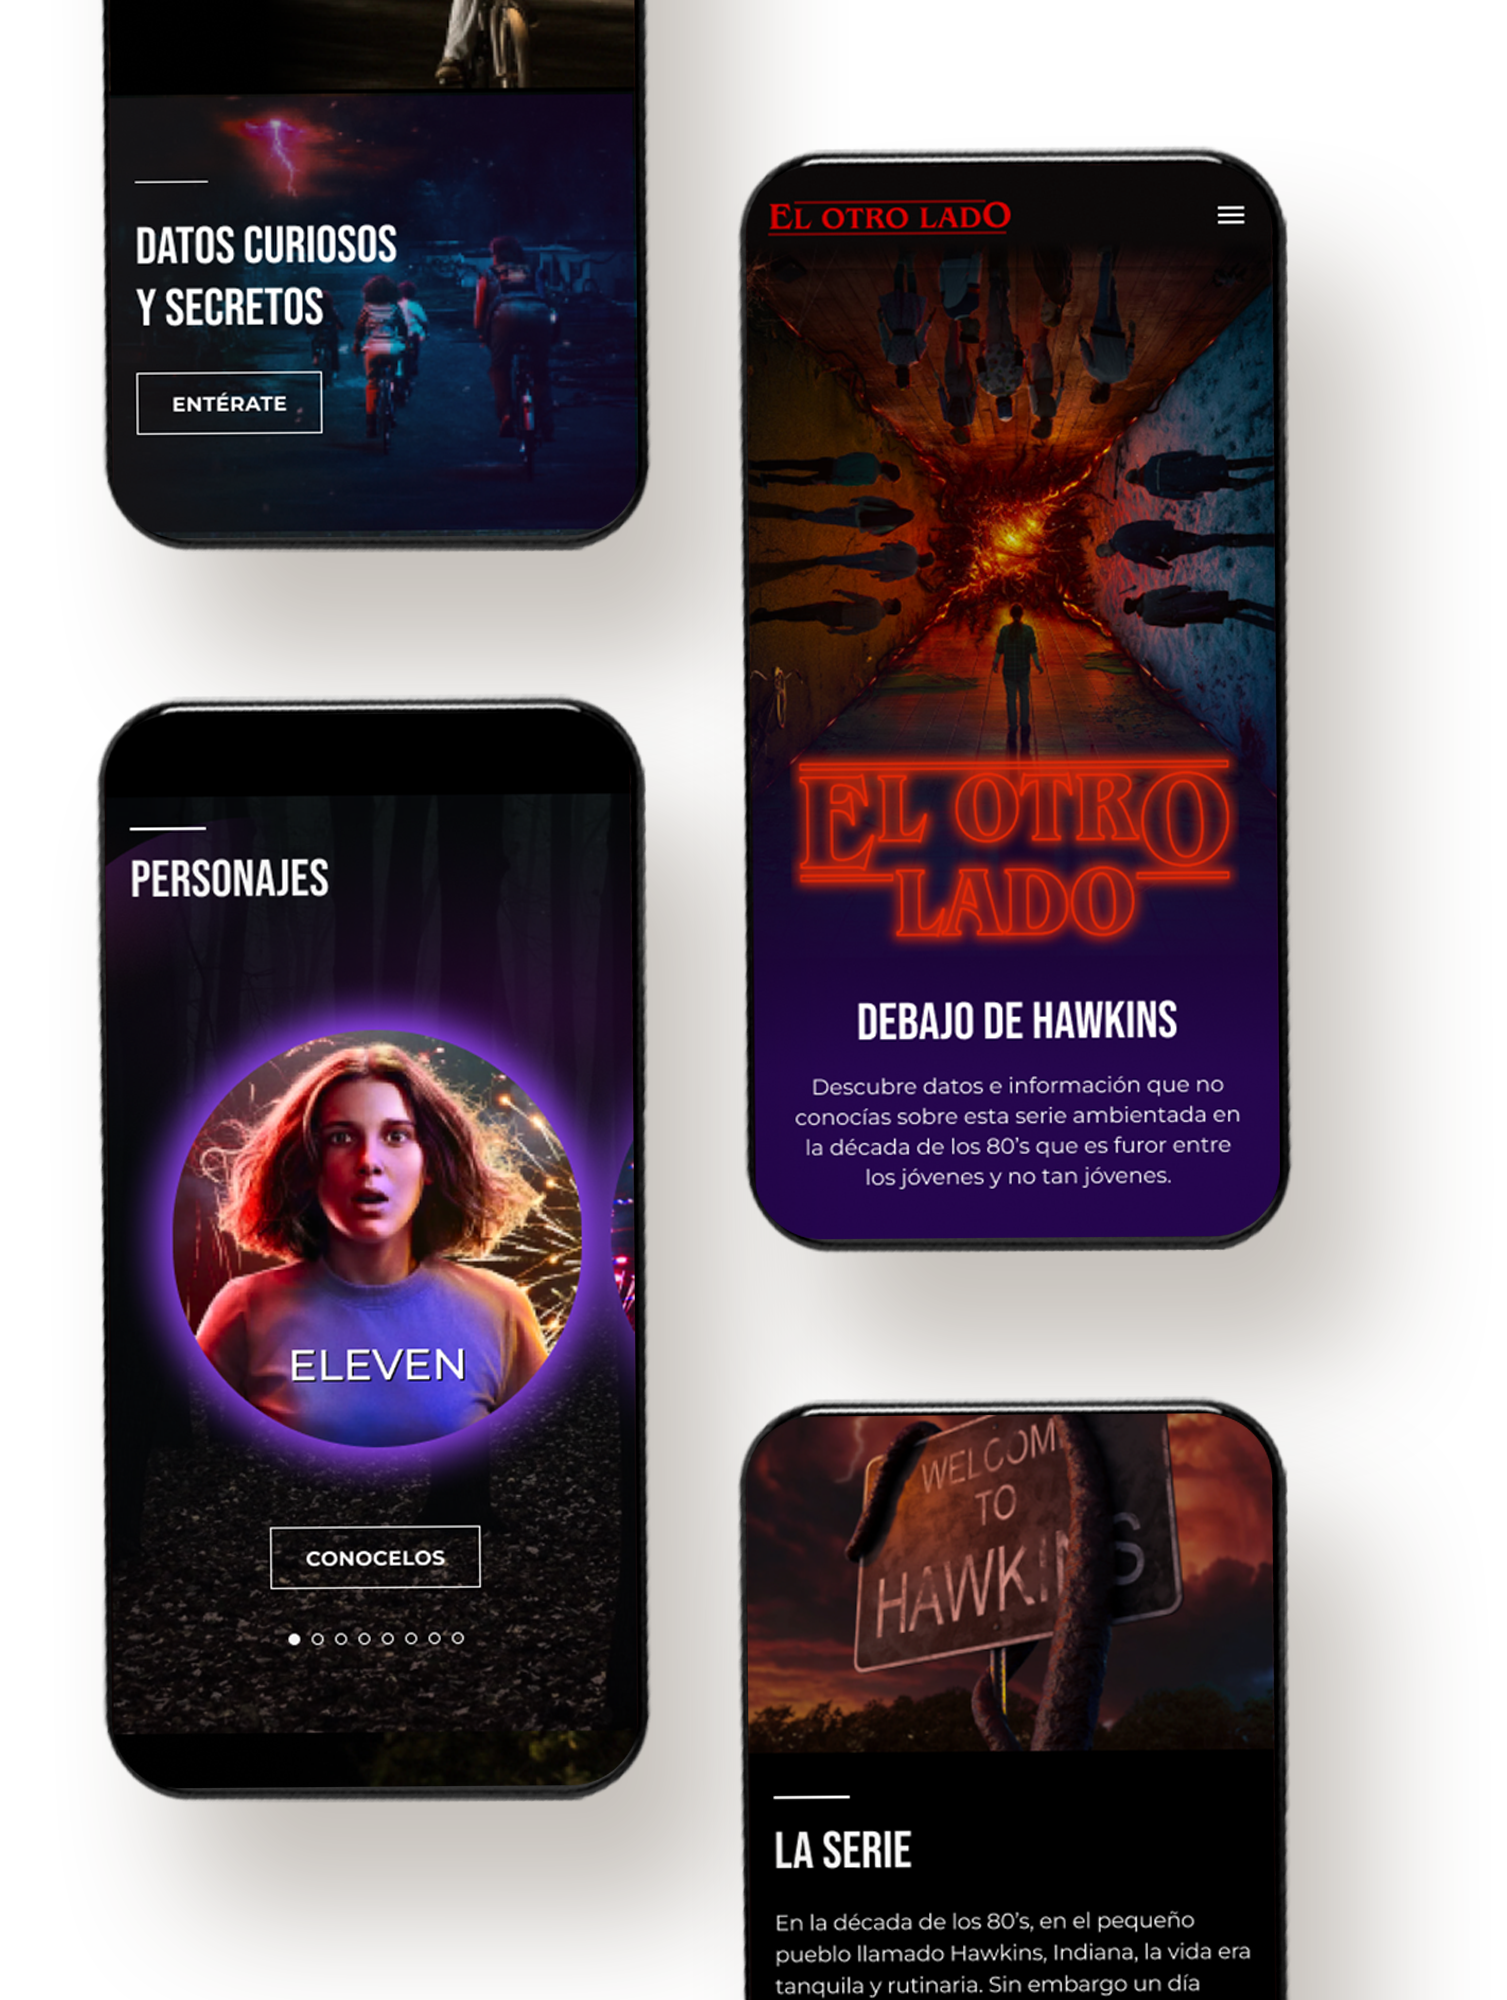 DATOS CURIOSOS
Y SECRETOS
ENTÉRATE
PERSONAJES
ELEVEN
CONOCELOS
EL OTRO LADO
EL OTRO
LADO
DEBAJO DE HAWKINS
Descubre datos e información que no
conocías sobre esta serie ambientada en
la década de los 80's que es furor entre
los jóvenes y no tan jóvenes.
WELCOM
TO
HAWKINS
LA SERIE
En la década de los 80's, en el pequeño
pueblo llamado Hawkins, Indiana, la vida era
tanquila y rutinaria. Sin embargo un día